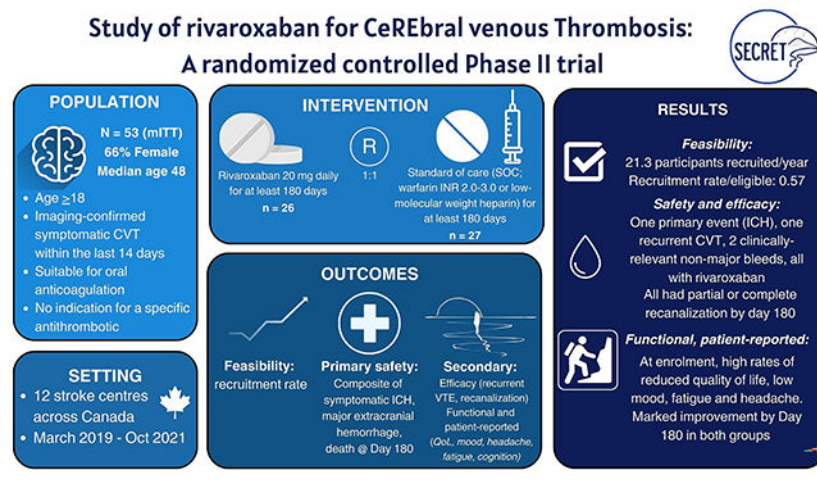 Study of rivaroxaban for CeREbral venous Thrombosis:
A randomized controlled Phase II trial
SECRET
POPULATION
N = 53 (mITT)
66% Female
Median age 48
• Age ≥18
• Imaging-confirmed
symptomatic CVT
within the last 14 days
• Suitable for oral
anticoagulation
• No indication for a specific
antithrombotic
SETTING
• 12 stroke centres
across Canada
• March 2019 - Oct 2021
INTERVENTION
Rivaroxaban 20 mg daily
for at least 180 days
n = 26
R
1:1
Standard of care (SOC;
warfarin INR 2.0-3.0 or low-
molecular weight heparin) for
at least 180 days
n = 27
OUTCOMES
Feasibility:
recruitment rate
Primary safety:
Composite of
symptomatic ICH,
major extracranial
hemorrhage,
death @ Day 180
Secondary:
Efficacy (recurrent
VTE, recanalization)
Functional and
patient-reported
(QoL, mood, headache,
fatigue, cognition)
RESULTS
Feasibility:
21.3 participants recruited/year
Recruitment rate/eligible: 0.57
Safety and efficacy:
One primary event (ICH), one
recurrent CVT, 2 clinically-
relevant non-major bleeds, all
with rivaroxaban
All had partial or complete
recanalization by day 180
Functional, patient-reported:
At enrolment, high rates of
reduced quality of life, low
mood, fatigue and headache.
Marked improvement by Day
180 in both groups